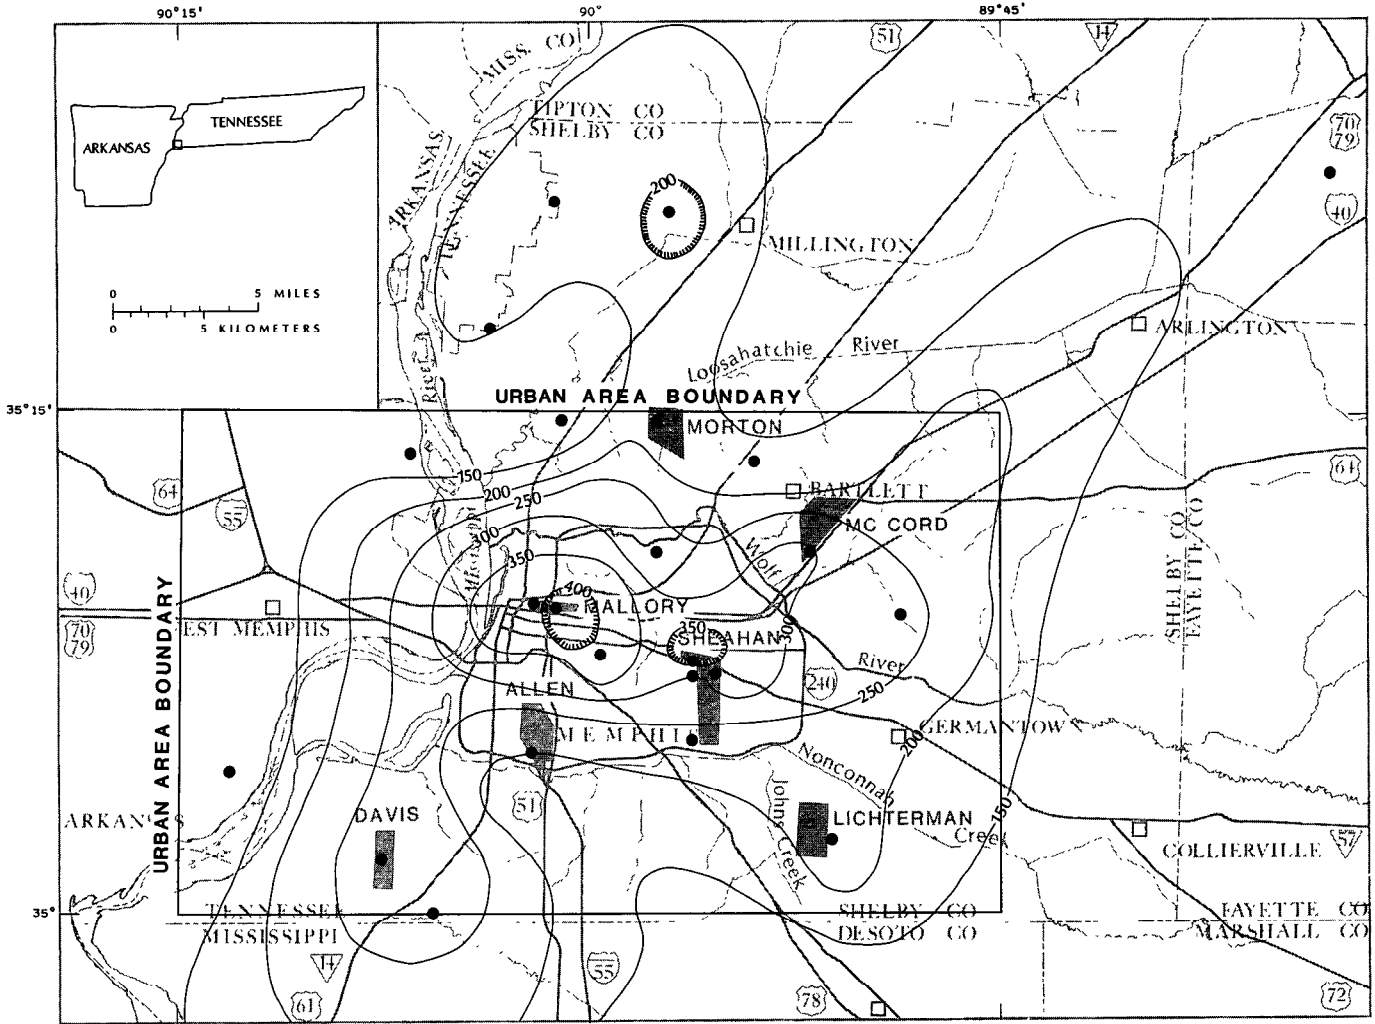 90°15'
90°
89°45'
MISS. CO
51
14
TIPTON CO
SHELBY CO
TENNESSEE
ARKANSAS
ARKANSAS
TENNESSEE
70
79
40
200
MILLINGTON
0 5 MILES
0 5 KILOMETERS
ARLINGTON
Loosahatchie River
River
URBAN AREA BOUNDARY
35°15'
MORTON
150
200
250
64
55
64
BARTLETT
MC CORD
300
350
Mississippi
Wolf
SHELBY CO
FAYETTE CO
40
70
79
400
MALLORY
350
300
SHEAHAN
URBAN AREA BOUNDARY
River
240
250
ALLEN
MEMPHIS
GERMANTOWN
200
Nonconnah
Creek
51
Johns Creek
150
DAVIS
LICHTERMAN
57
COLLIERVILLE
35°
TENNESSEE
MISSISSIPPI
SHELBY CO
DESOTO CO
FAYETTE CO
MARSHALL CO
14
61
55
78
72